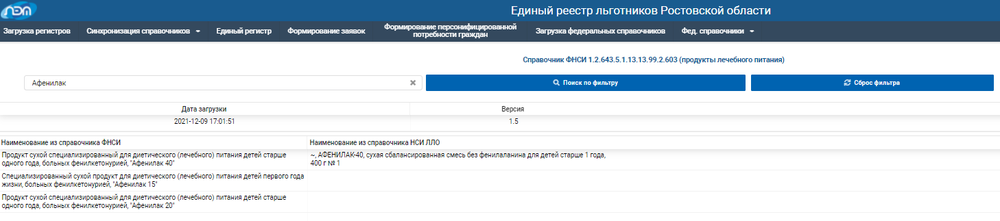 ЛЭП
Единый реестр льготников Ростовской области
Загрузка регистров
Синхронизация справочников
Единый регистр
Формирование заявок
Формирование персонифицированной
потребности граждан
Загрузка федеральных справочников
Фед. справочники
Справочник ФНСИ 1.2.643.5.1.13.13.99.2.603 (продукты лечебного питания)
Афенилак
Поиск по фильтру
Сброс фильтра
Дата загрузки
Версия
2021-12-09 17:01:51
1.5
Наименование из справочника ФНСИ
Наименование из справочника НСИ ЛЛО
Продукт сухой специализированный для диетического (лечебного) питания детей старше
одного года, больных фенилкетонурией, "Афенилак 40"
~, АФЕНИЛАК-40, сухая сбалансированная смесь без фенилаланина для детей старше 1 года,
400 г № 1
Специализированный сухой продукт для диетического (лечебного) питания детей первого года
жизни, больных фенилкетонурией, "Афенилак 15"
Продукт сухой специализированный для диетического (лечебного) питания детей старше
одного года, больных фенилкетонурией, "Афенилак 20"